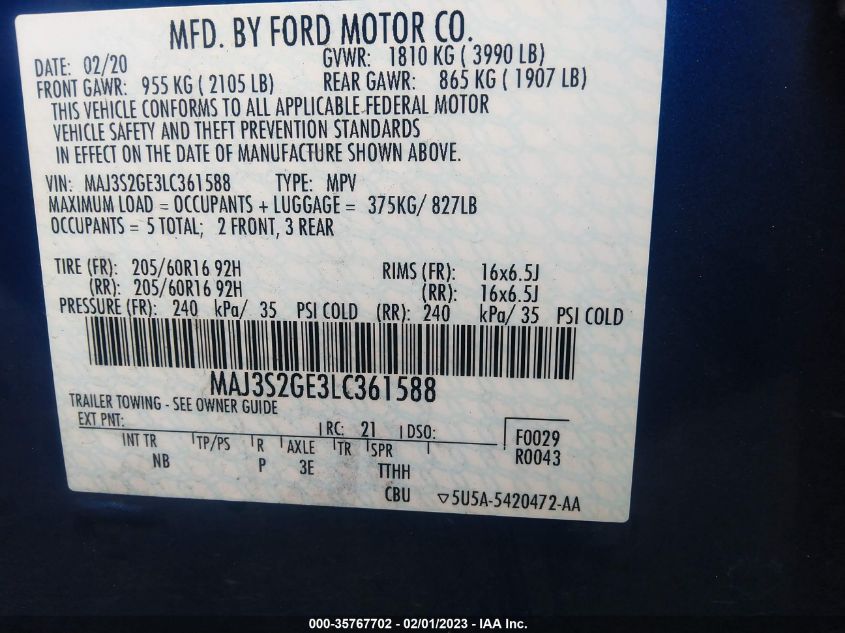 MFD. BY FORD MOTOR CO.
DATE: 02/20 GVWR: 1810 KG ( 3990 LB)
FRONT GAWR: 955 KG ( 2105 LB) REAR GAWR: 865 KG ( 1907 LB)
THIS VEHICLE CONFORMS TO ALL APPLICABLE FEDERAL MOTOR
VEHICLE SAFETY AND THEFT PREVENTION STANDARDS
IN EFFECT ON THE DATE OF MANUFACTURE SHOWN ABOVE.
VIN: MAJ3S2GE3LC361588 TYPE: MPV
MAXIMUM LOAD = OCCUPANTS + LUGGAGE = 375KG/ 827LB
OCCUPANTS = 5 TOTAL; 2 FRONT, 3 REAR
TIRE (FR): 205/60R16 92H RIMS (FR): 16x6.5J
(RR): 205/60R16 92H (RR): 16x6.5J
PRESSURE (FR): 240 kPa/ 35 PSI COLD (RR): 240 kPa/ 35 PSI COLD
MAJ3S2GE3LC361588
TRAILER TOWING - SEE OWNER GUIDE
EXT PNT: RC: 21 DSO: F0029
INT TR TP/PS R AXLE TR SPR R0043
NB P 3E TTHH
CBU 5U5A-5420472-AA
000-35767702 - 02/01/2023 - IAA Inc.